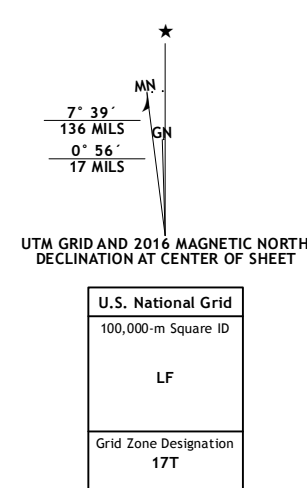 ★
MN
7° 39´
136 MILS
GN
0° 56´
17 MILS
UTM GRID AND 2016 MAGNETIC NORTH
DECLINATION AT CENTER OF SHEET
U.S. National Grid
100,000-m Square ID
LF
Grid Zone Designation
17T